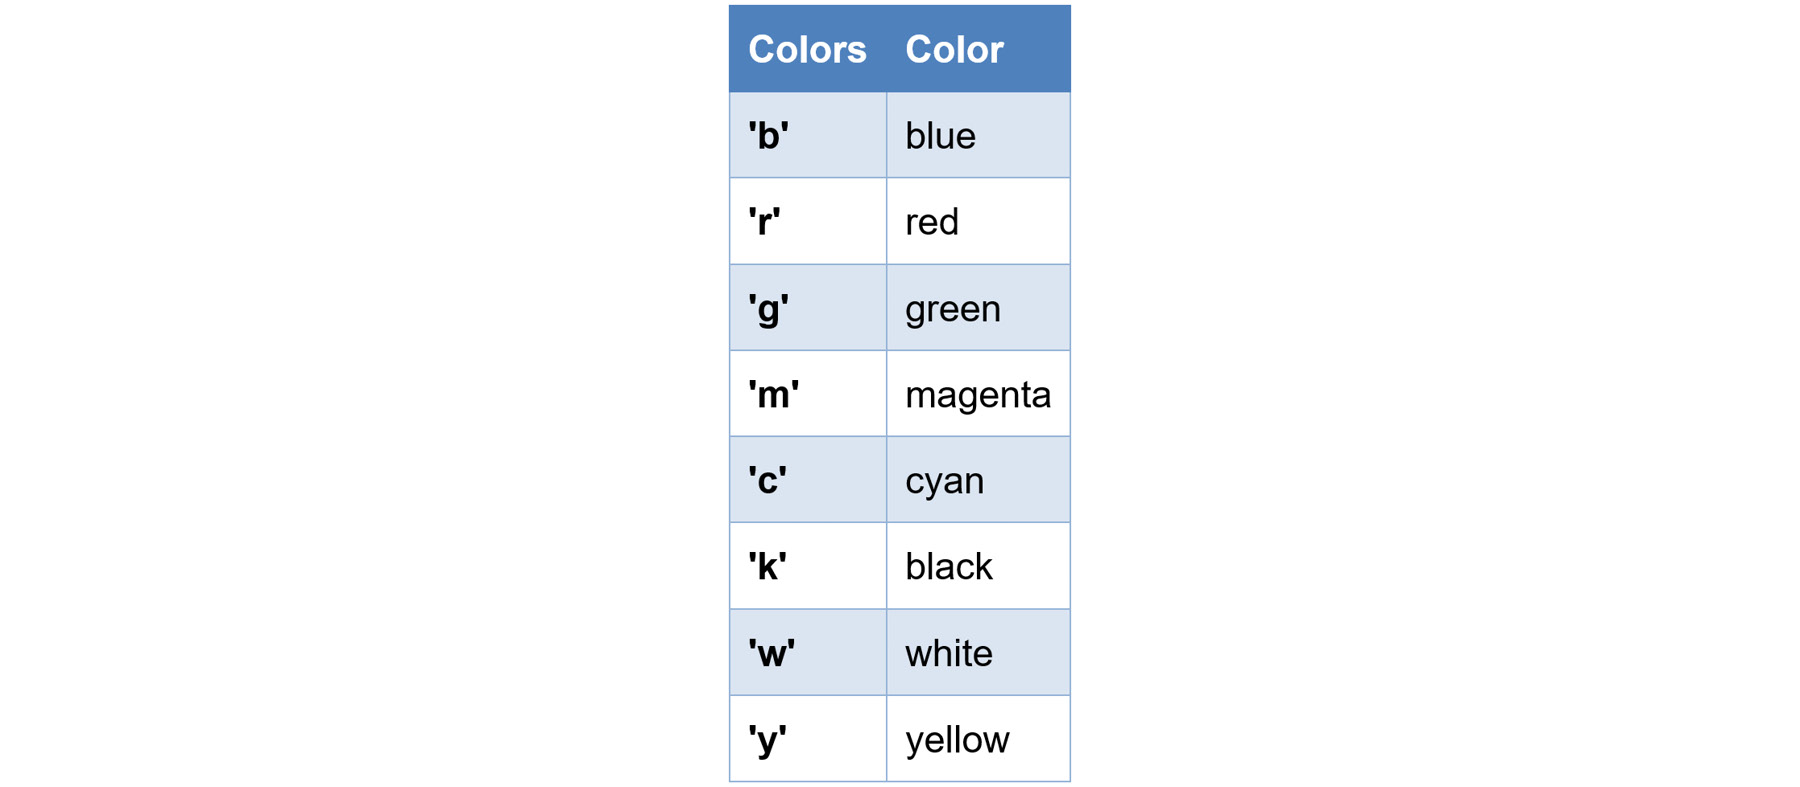 Colors Color
'b' blue
'r' red
'g' green
'm' magenta
'c' cyan
'k' black
'w' white
'y' yellow